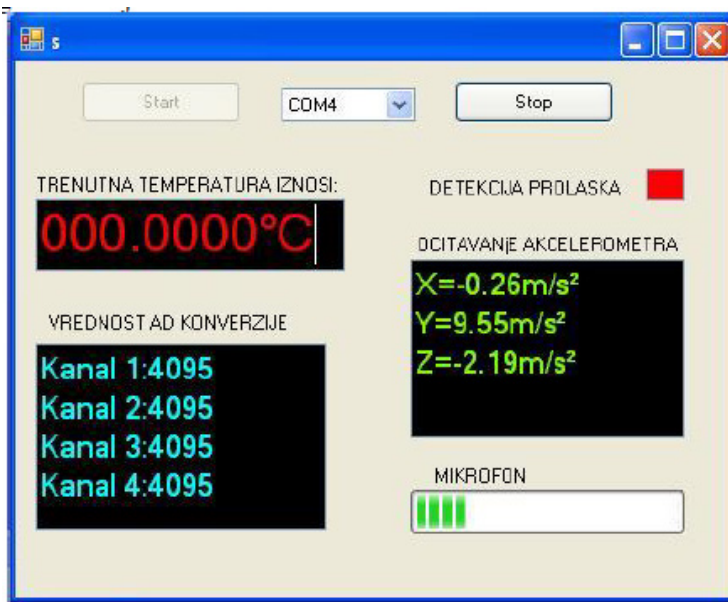 s
Start
COM4
Stop
TRENUTNA TEMPERATURA IZNOSI:
000.0000°C
DETEKCIJA PROLASKA
OCITAVANjE AKCELEROMETRA
X=-0.26m/s²
Y=9.55m/s²
Z=-2.19m/s²
VREDNOST AD KONVERZIJE
Kanal 1:4095
Kanal 2:4095
Kanal 3:4095
Kanal 4:4095
MIKROFON